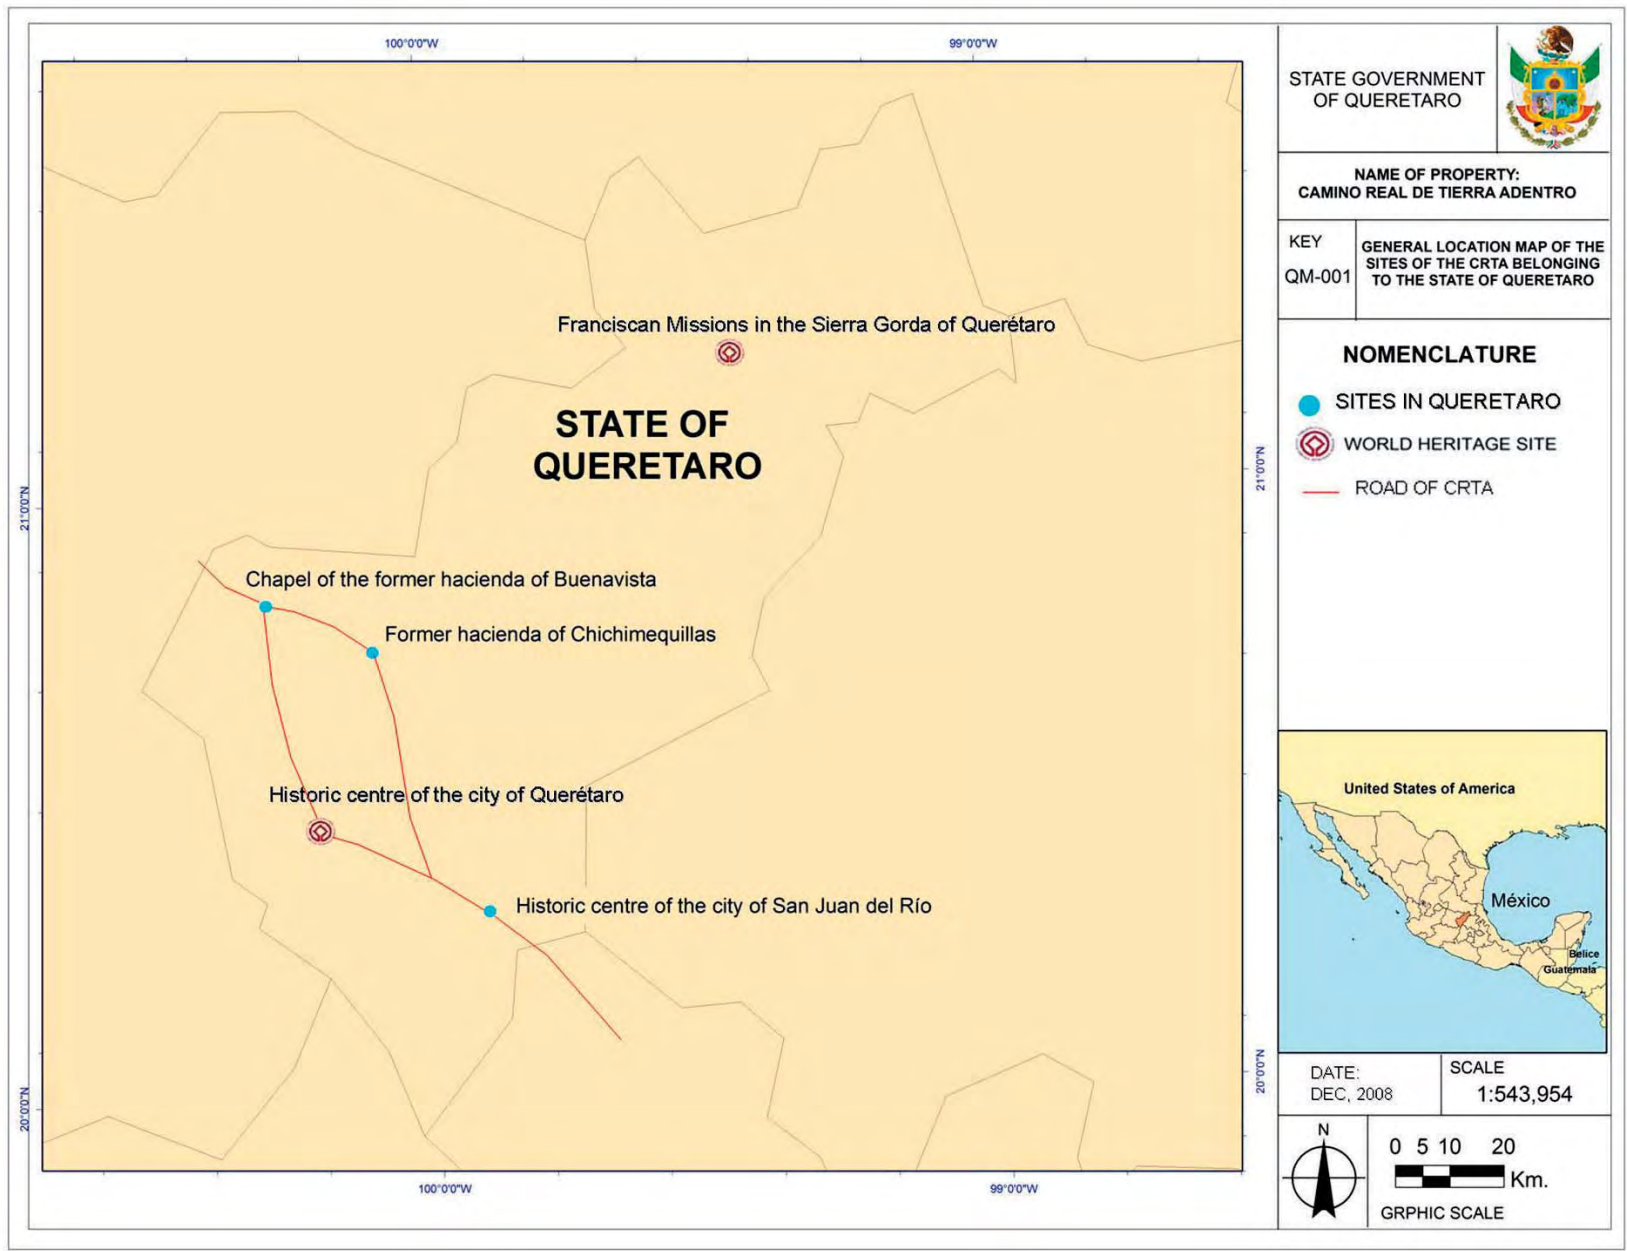 100°0'0"W
99°0'0"W
21°0'0"N
20°0'0"N
21°0'0"N
20°0'0"N
100°0'0"W
99°0'0"W
Franciscan Missions in the Sierra Gorda of Querétaro
STATE OF
QUERETARO
Chapel of the former hacienda of Buenavista
Former hacienda of Chichimequillas
Historic centre of the city of Querétaro
Historic centre of the city of San Juan del Río
STATE GOVERNMENT
OF QUERETARO
NAME OF PROPERTY:
CAMINO REAL DE TIERRA ADENTRO
KEY
QM-001
GENERAL LOCATION MAP OF THE
SITES OF THE CRTA BELONGING
TO THE STATE OF QUERETARO
NOMENCLATURE
SITES IN QUERETARO
WORLD HERITAGE SITE
ROAD OF CRTA
United States of America
México
Belice
Guatemala
DATE:
DEC, 2008
SCALE
1:543,954
N
0 5 10 20
Km.
GRPHIC SCALE